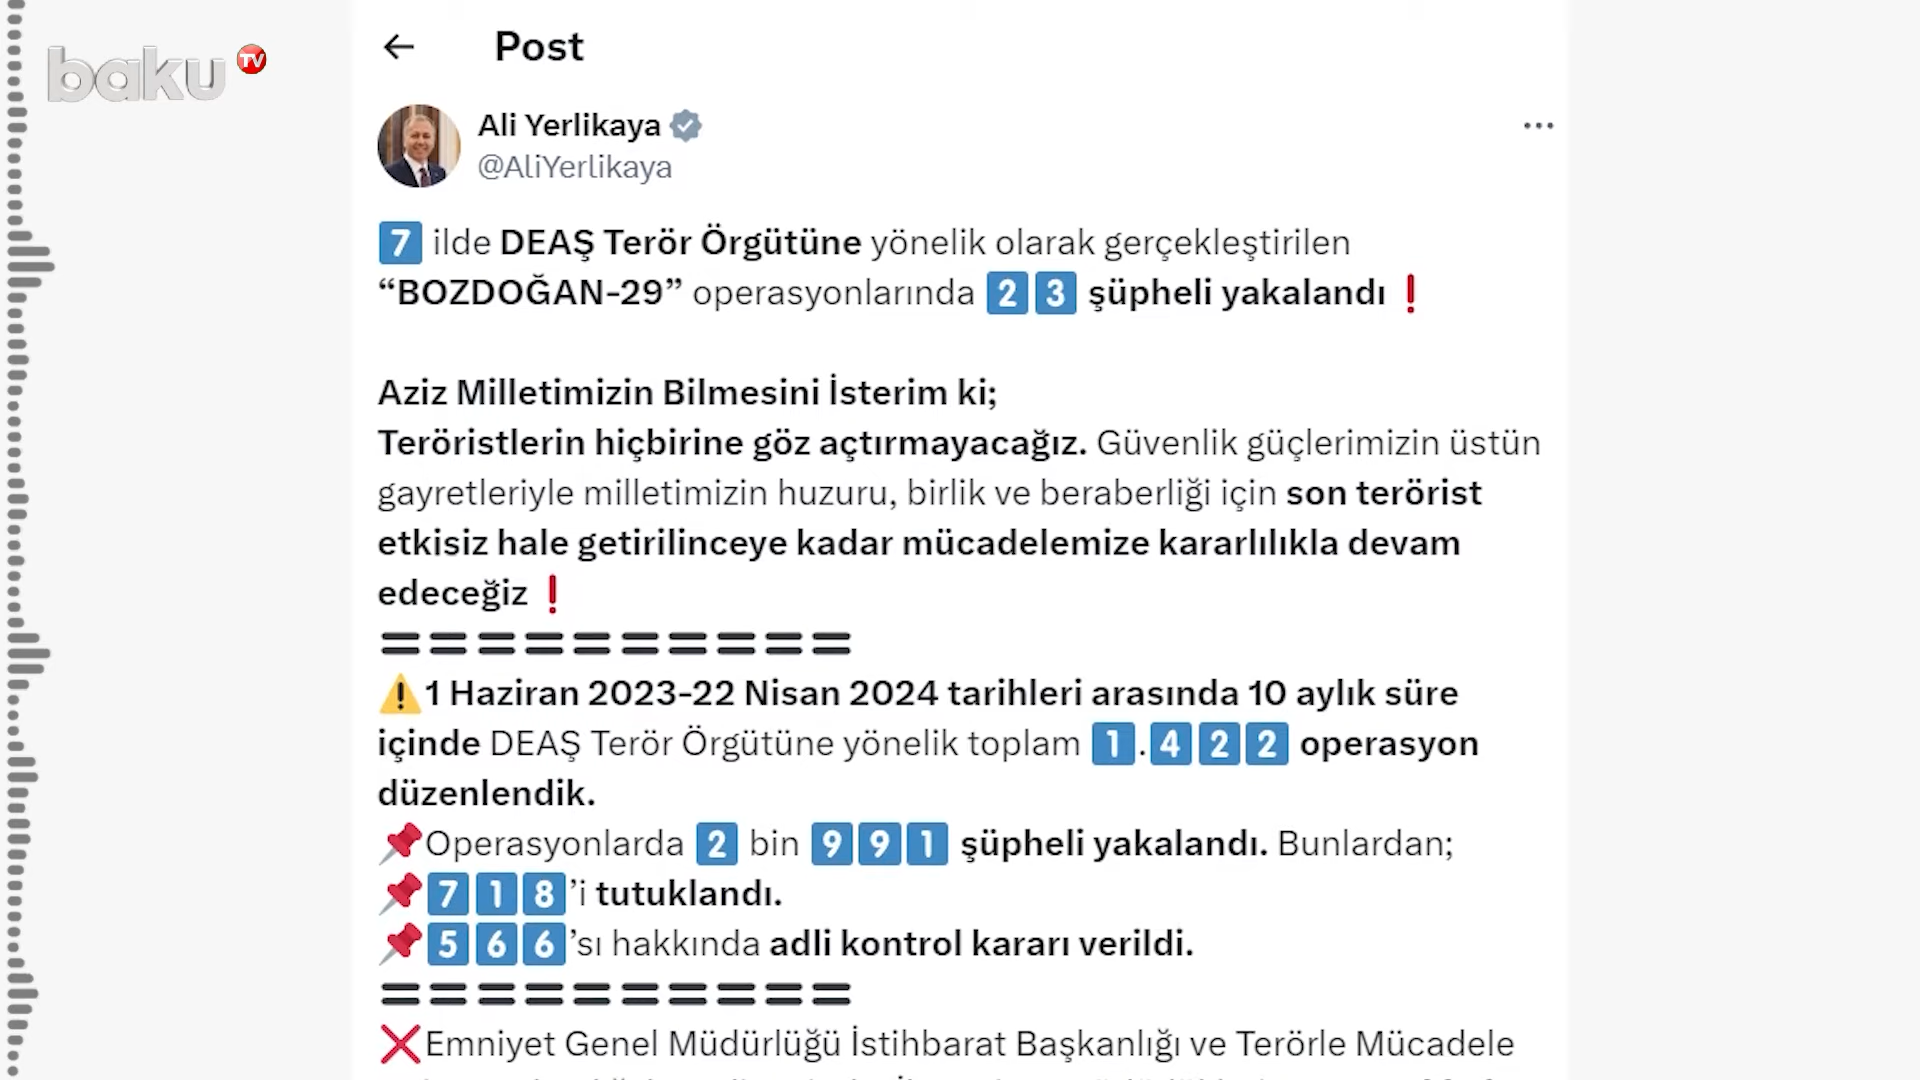 baku TV
Post
Ali Yerlikaya
@AliYerlikaya
7 ilde DEAŞ Terör Örgütüne yönelik olarak gerçekleştirilen
“BOZDOĞAN-29” operasyonlarında 23 şüpheli yakalandı❗
Aziz Milletimizin Bilmesini İsterim ki;
Teröristlerin hiçbirine göz açtırmayacağız. Güvenlik güçlerimizin üstün
gayretleriyle milletimizin huzuru, birlik ve beraberliği için son terörist
etkisiz hale getirilinceye kadar mücadelemize kararlılıkla devam
edeceğiz❗
==========
⚠️1 Haziran 2023-22 Nisan 2024 tarihleri arasında 10 aylık süre
içinde DEAŞ Terör Örgütüne yönelik toplam 1.422 operasyon
düzenlendik.
📌Operasyonlarda 2 bin 991 şüpheli yakalandı. Bunlardan;
📌718’i tutuklandı.
📌566’sı hakkında adli kontrol kararı verildi.
==========
❌Emniyet Genel Müdürlüğü İstihbarat Başkanlığı ve Terörle Mücadele